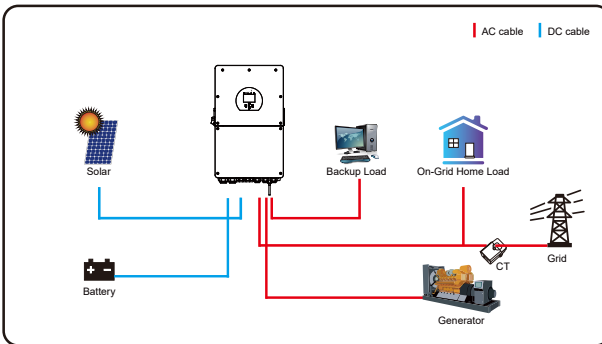 AC cable
DC cable
Solar
Backup Load
On-Grid Home Load
CT
Grid
Battery
Generator